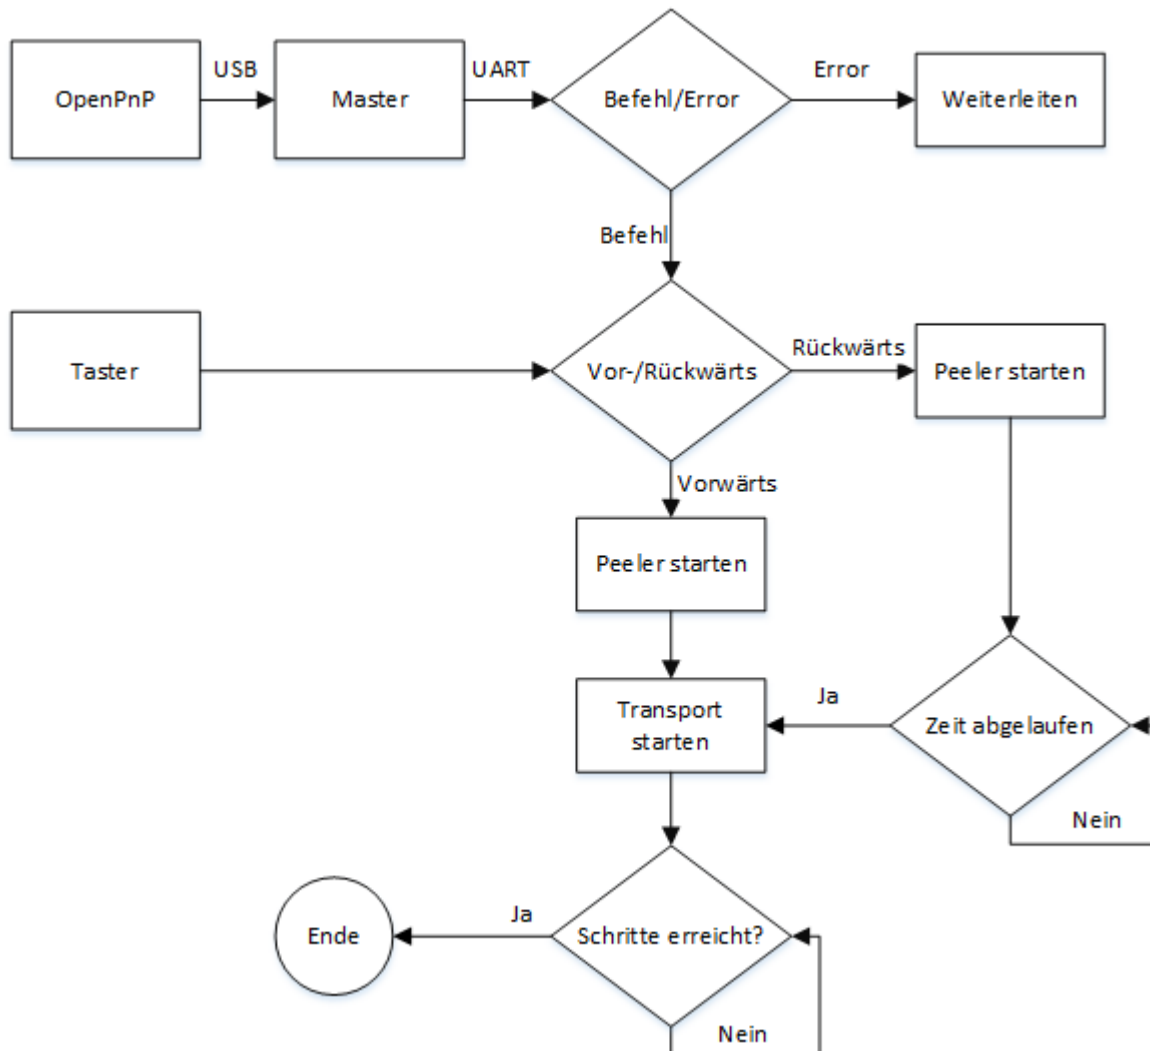 USB
UART
Error
OpenPnP
Master
Befehl/Error
Weiterleiten
Befehl
Taster
Vor-/Rückwärts
Rückwärts
Peeler starten
Vorwärts
Peeler starten
Transport
starten
Ja
Zeit abgelaufen
Nein
Ende
Ja
Schritte erreicht?
Nein